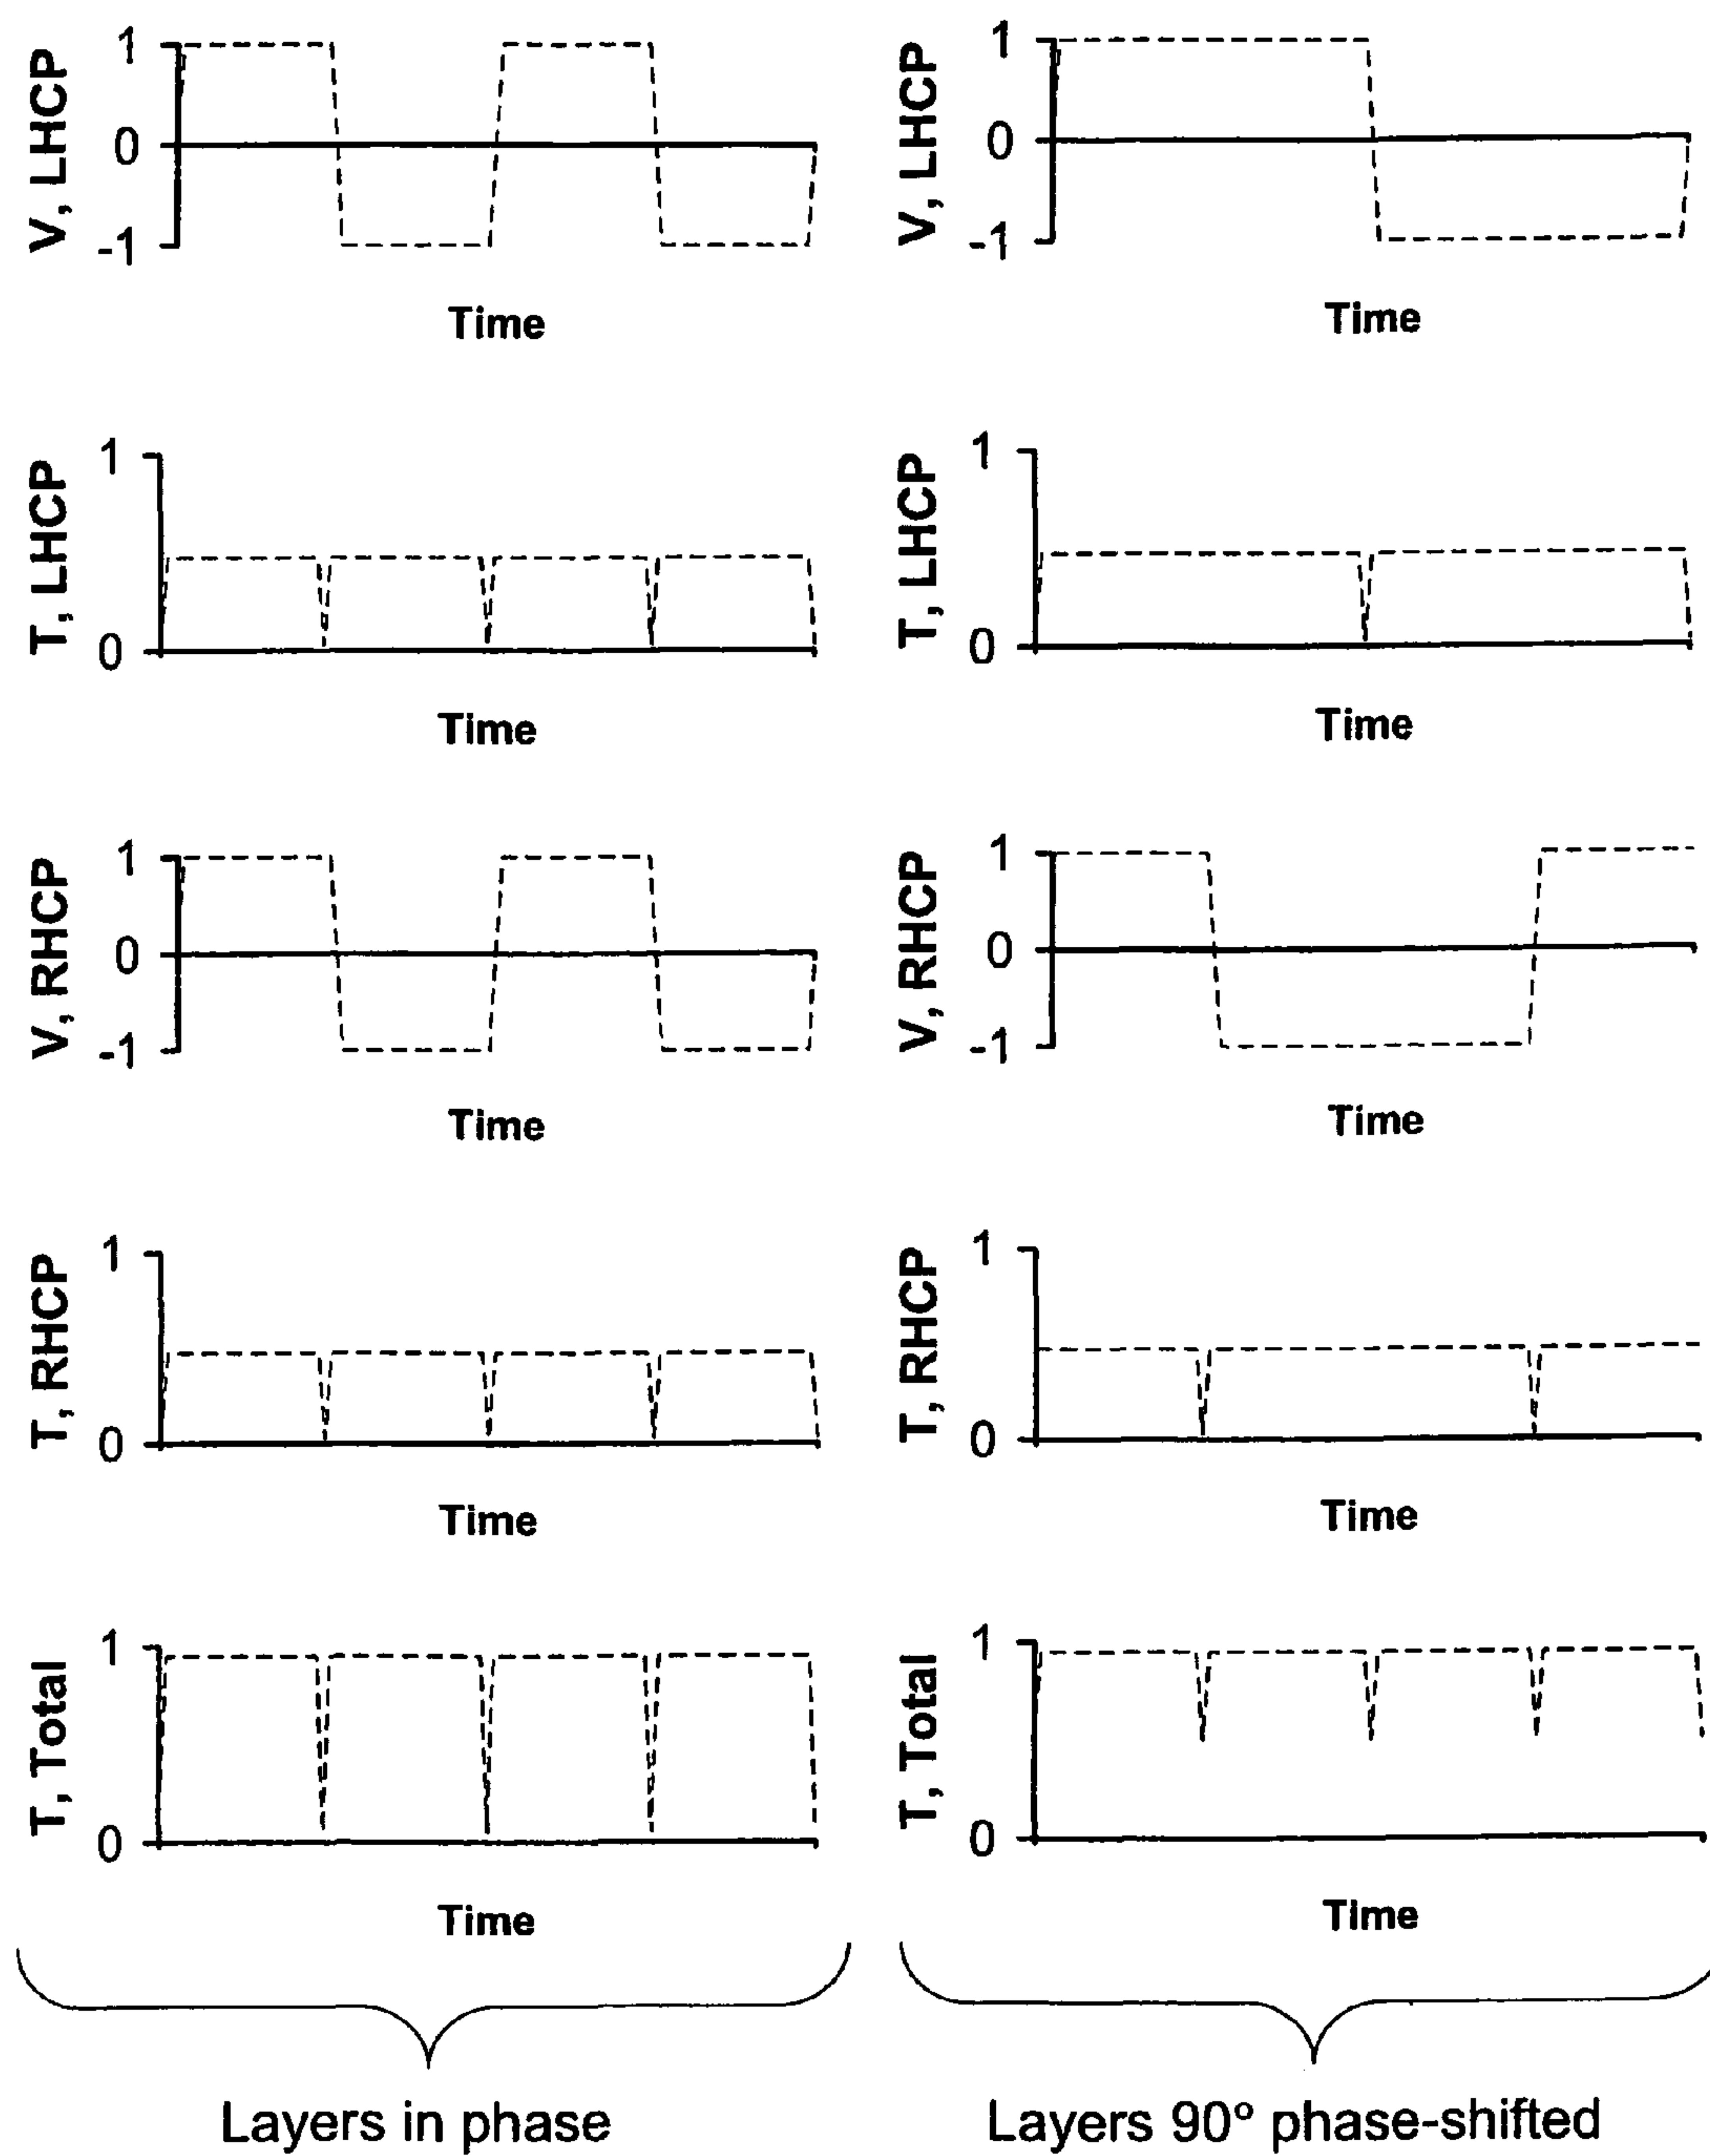 V, LHCP
1
0
-1
Time
T, LHCP
1
0
Time
V, RHCP
1
0
-1
Time
T, RHCP
1
0
Time
T, Total
1
0
Time
Layers in phase
V, LHCP
1
0
-1
Time
T, LHCP
1
0
Time
V, RHCP
1
0
-1
Time
T, RHCP
1
0
Time
T, Total
1
0
Time
Layers 90° phase-shifted